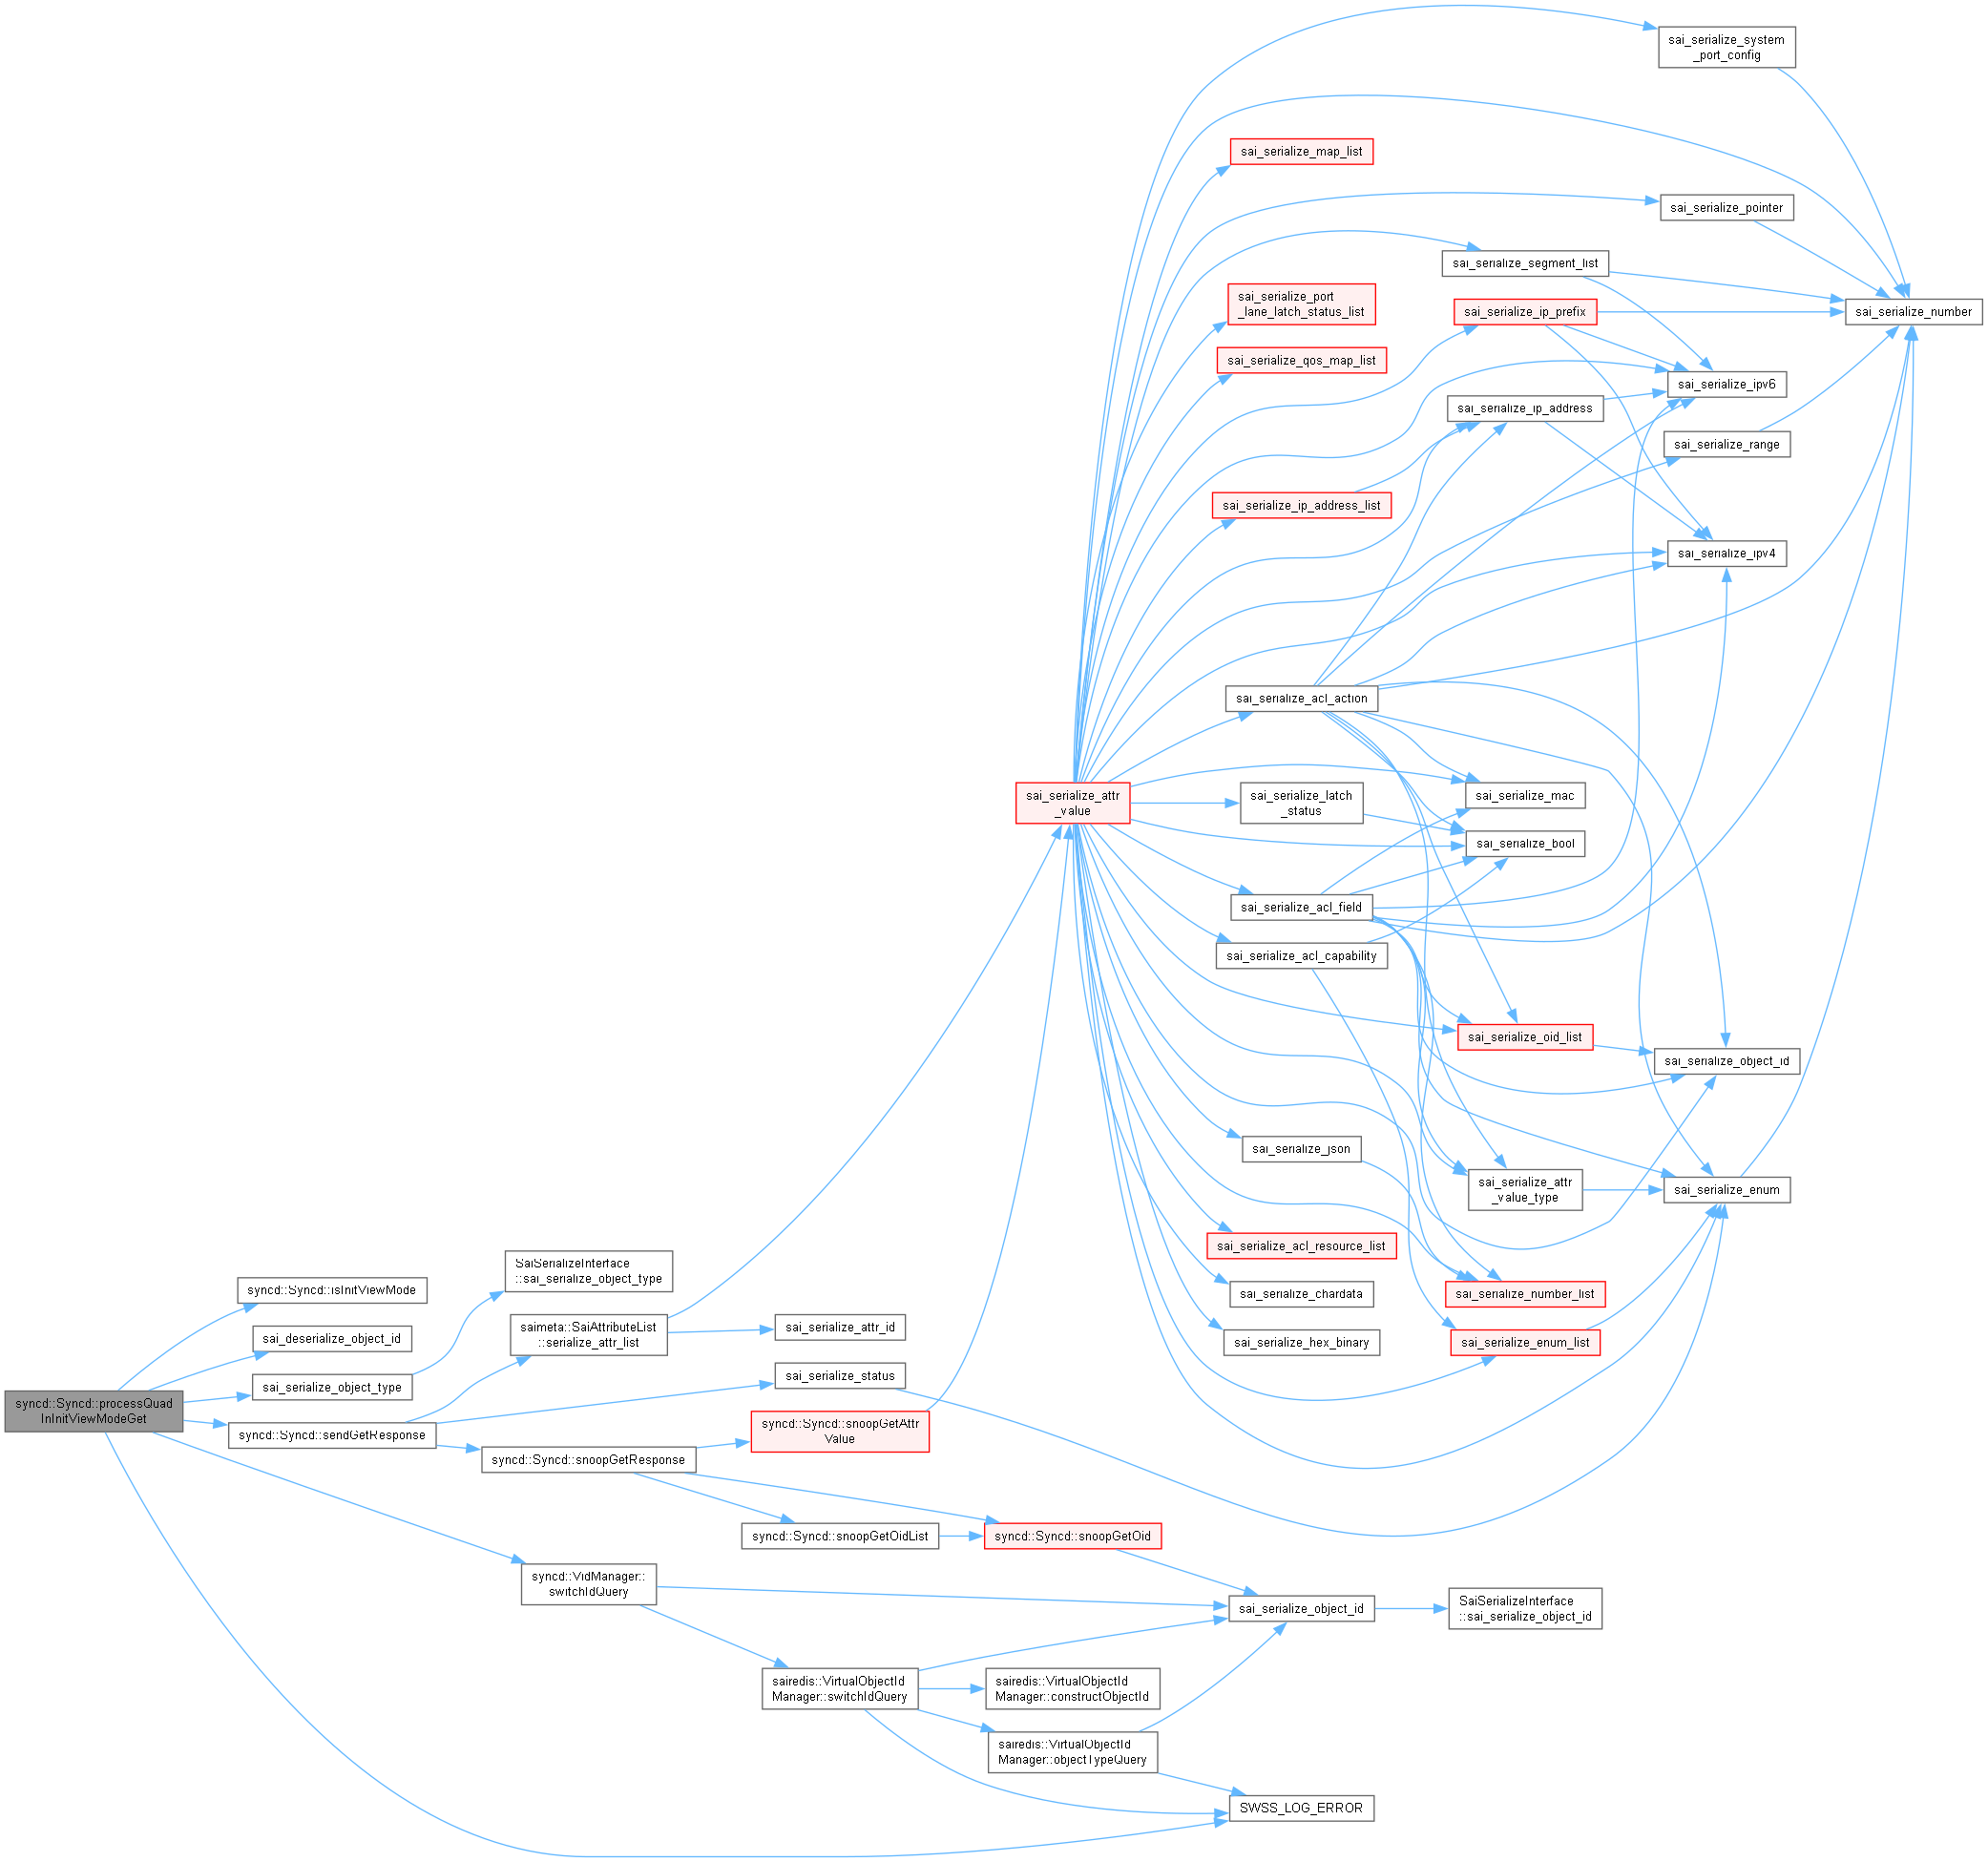 sai_serialize_system
_port_config
sai_serialize_map_list
sai_serialize_pointer
sai_serialize_segment_list
sai_serialize_port
_lane_latch_status_list
sai_serialize_ip_prefix
sai_serialize_number
sai_serialize_qos_map_list
sai_serialize_ipv6
sai_serialize_ip_address
sai_serialize_range
sai_serialize_ip_address_list
sai_serialize_ipv4
sai_serialize_acl_action
sai_serialize_attr
_value
sai_serialize_latch
_status
sai_serialize_mac
sai_serialize_bool
sai_serialize_acl_field
sai_serialize_acl_capability
sai_serialize_oid_list
sai_serialize_object_id
sai_serialize_json
sai_serialize_attr
_value_type
sai_serialize_enum
sai_serialize_acl_resource_list
sai_serialize_chardata
sai_serialize_number_list
sai_serialize_hex_binary
sai_serialize_enum_list
SaiSerializeInterface
::sai_serialize_object_type
syncd::Syncd::isInitViewMode
saimeta::SaiAttributeList
::serialize_attr_list
sai_serialize_attr_id
sai_deserialize_object_id
sai_serialize_object_type
sai_serialize_status
syncd::Syncd::processQuad
InInitViewModeGet
syncd::Syncd::sendGetResponse
syncd::Syncd::snoopGetAttr
Value
syncd::Syncd::snoopGetResponse
syncd::Syncd::snoopGetOidList
syncd::Syncd::snoopGetOid
syncd::VidManager::
switchIdQuery
sai_serialize_object_id
SaiSerializeInterface
::sai_serialize_object_id
sairedis::VirtualObjectId
Manager::switchIdQuery
sairedis::VirtualObjectId
Manager::constructObjectId
sairedis::VirtualObjectId
Manager::objectTypeQuery
SWSS_LOG_ERROR